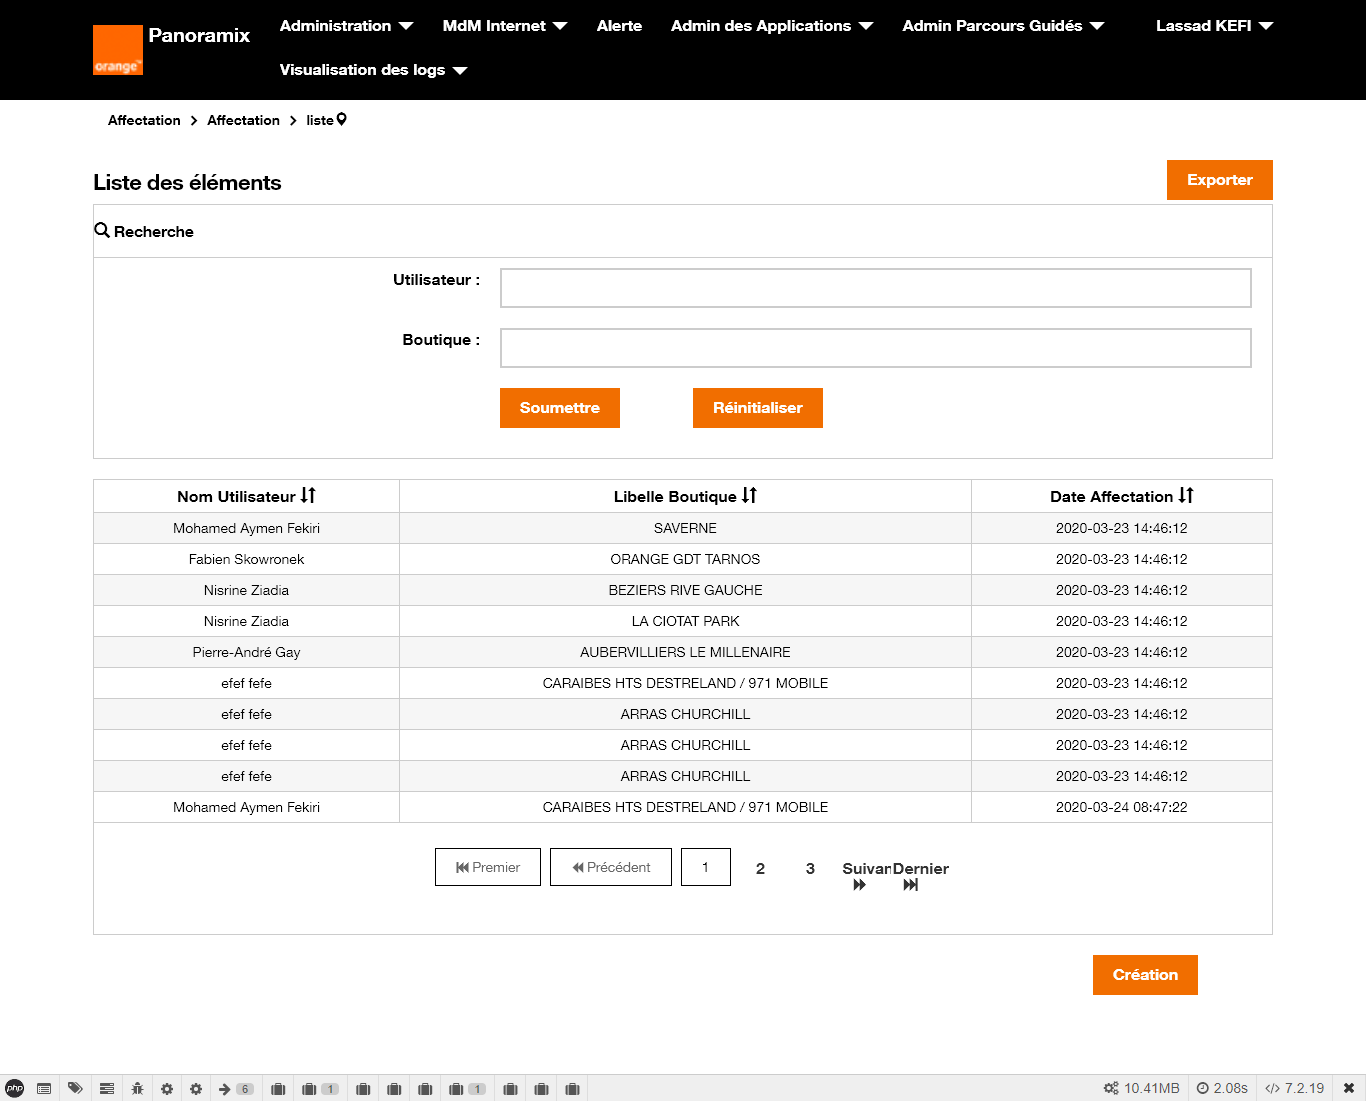 orange™ Panoramix
Administration MdM Internet Alerte Admin des Applications Admin Parcours Guidés Lassad KEFI
Visualisation des logs
Affectation Affectation liste
Liste des éléments
Exporter
Recherche
Utilisateur :
Boutique :
Soumettre Réinitialiser
Nom Utilisateur Libelle Boutique Date Affectation
Mohamed Aymen Fekiri SAVERNE 2020-03-23 14:46:12
Fabien Skowronek ORANGE GDT TARNOS 2020-03-23 14:46:12
Nisrine Ziadia BEZIERS RIVE GAUCHE 2020-03-23 14:46:12
Nisrine Ziadia LA CIOTAT PARK 2020-03-23 14:46:12
Pierre-André Gay AUBERVILLIERS LE MILLENAIRE 2020-03-23 14:46:12
efef fefe CARAIBES HTS DESTRELAND / 971 MOBILE 2020-03-23 14:46:12
efef fefe ARRAS CHURCHILL 2020-03-23 14:46:12
efef fefe ARRAS CHURCHILL 2020-03-23 14:46:12
efef fefe ARRAS CHURCHILL 2020-03-23 14:46:12
Mohamed Aymen Fekiri CARAIBES HTS DESTRELAND / 971 MOBILE 2020-03-24 08:47:22
Premier Précédent 1 2 3 Suivan Dernier
Création
php 6 1 1 10.41MB 2.08s 7.2.19